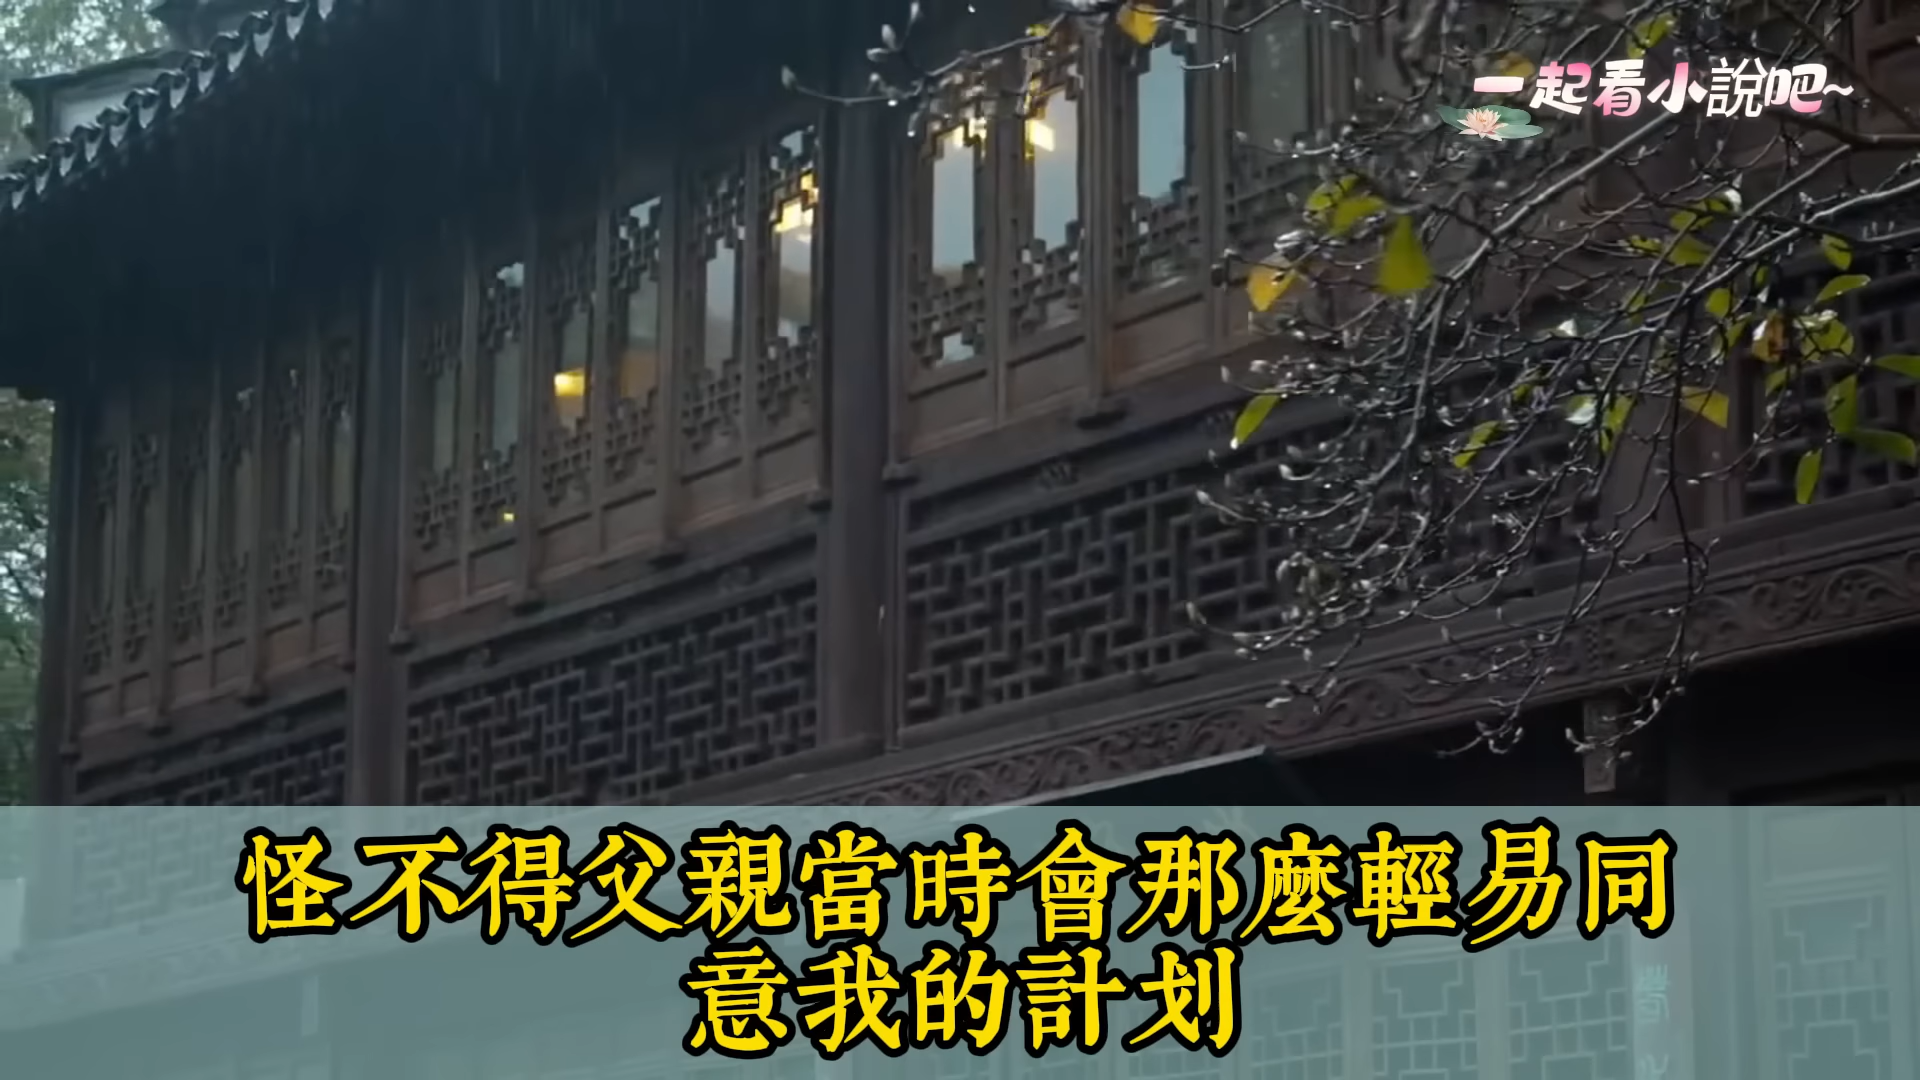 一起看小說吧~
怪不得父親當時會那麼輕易同
意我的計划